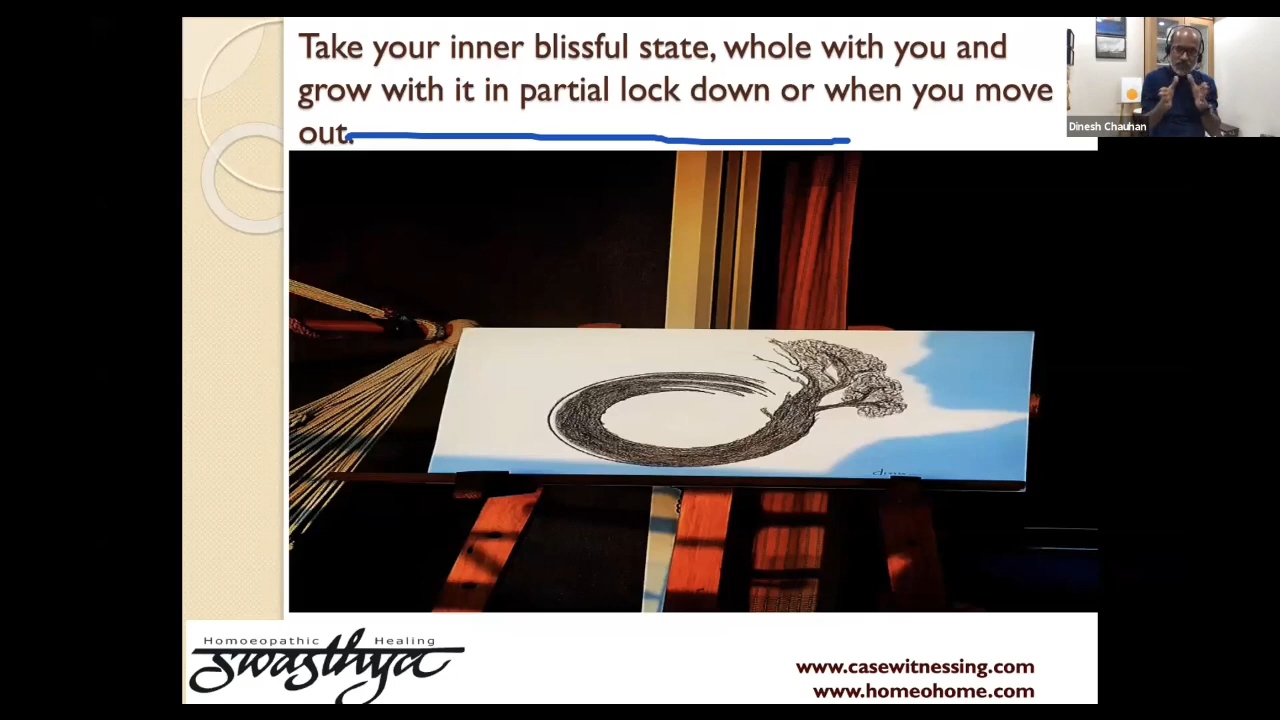 Take your inner blissful state, whole with you and
grow with it in partial lock down or when you move
out.
Dinesh Chauhan
Homoeopathic Healing
swasthya
www.casewitnessing.com
www.homeohome.com